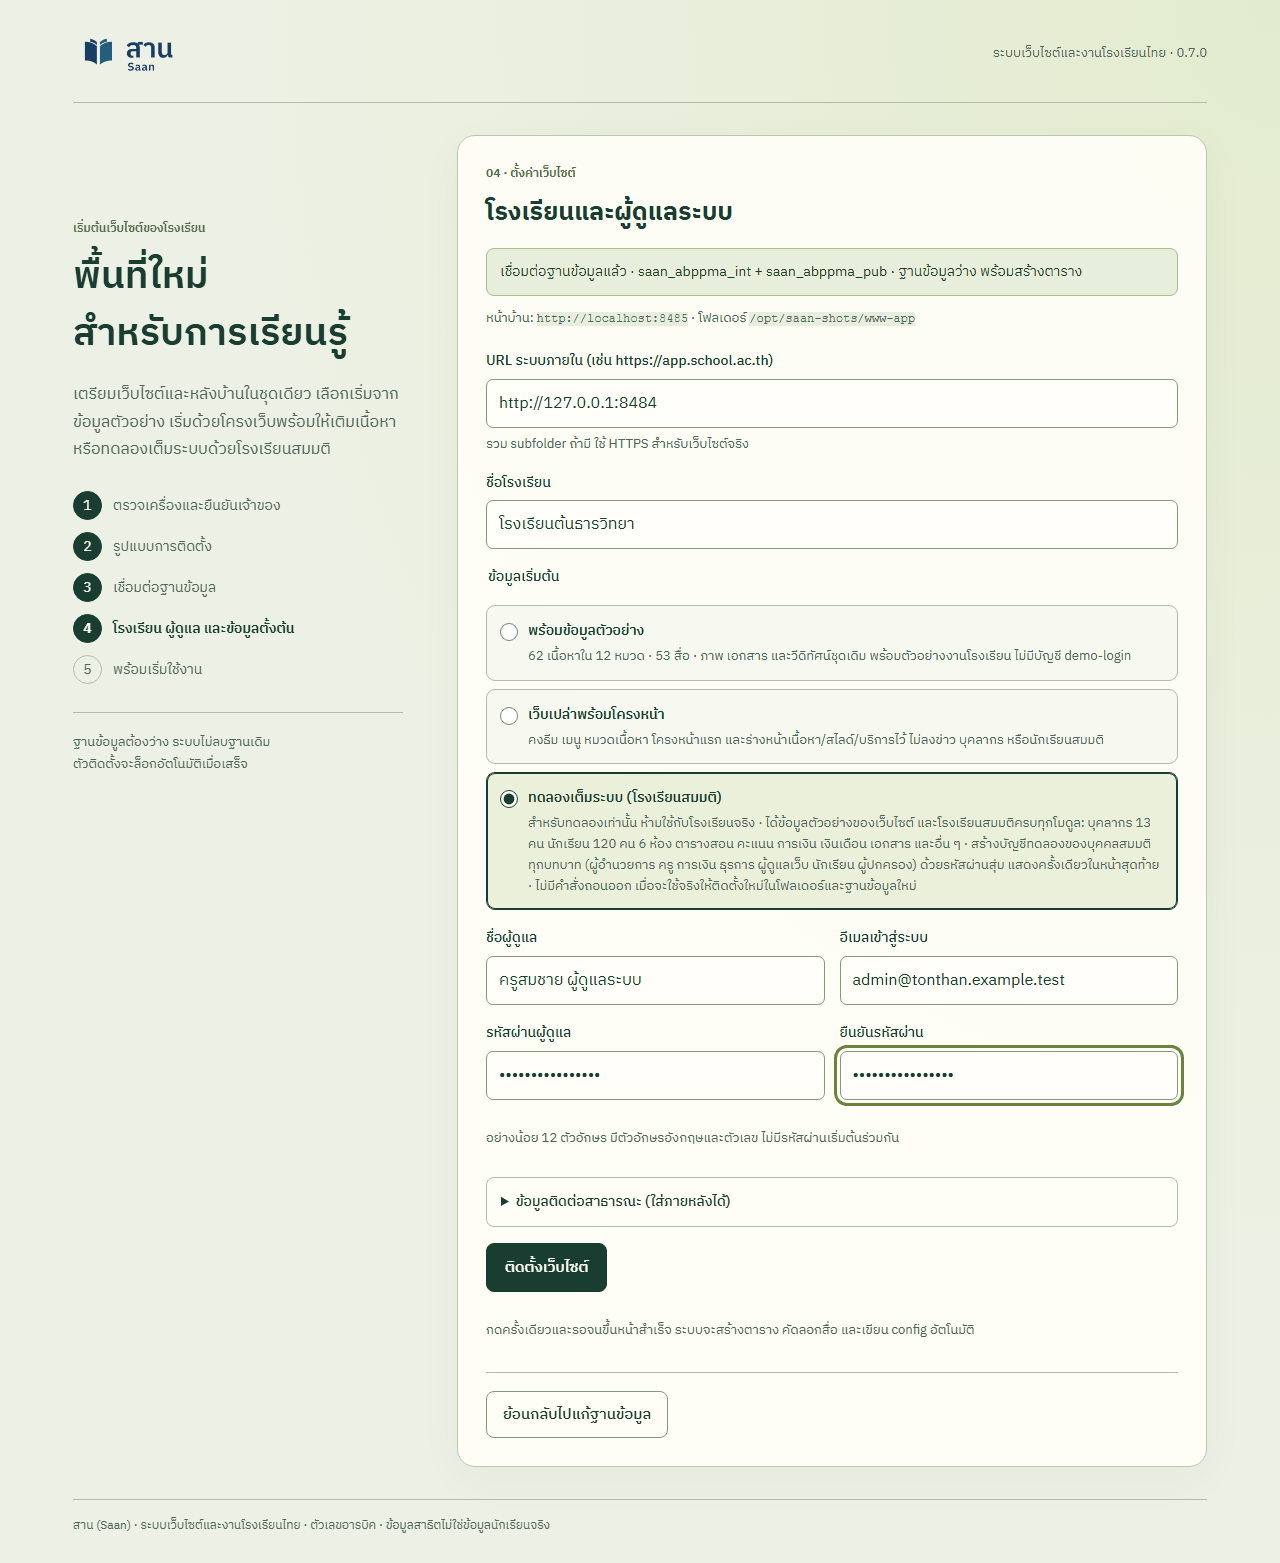 สาน
Saan
ระบบเว็บไซต์และงานโรงเรียนไทย · 0.7.0
เริ่มต้นเว็บไซต์ของโรงเรียน
พื้นที่ใหม่
สำหรับการเรียนรู้
เตรียมเว็บไซต์และหลังบ้านในชุดเดียว เลือกเริ่มจาก
ข้อมูลตัวอย่าง เริ่มด้วยโครงเว็บพร้อมให้เติมเนื้อหา
หรือทดลองเต็มระบบด้วยโรงเรียนสมมติ
1 ตรวจเครื่องและยืนยันเจ้าของ
2 รูปแบบการติดตั้ง
3 เชื่อมต่อฐานข้อมูล
4 โรงเรียน ผู้ดูแล และข้อมูลตั้งต้น
5 พร้อมเริ่มใช้งาน
ฐานข้อมูลต้องว่าง ระบบไม่ลบฐานเดิม
ตัวติดตั้งจะล็อกอัตโนมัติเมื่อเสร็จ
04 · ตั้งค่าเว็บไซต์
โรงเรียนและผู้ดูแลระบบ
เชื่อมต่อฐานข้อมูลแล้ว · saan_abppma_int + saan_abppma_pub · ฐานข้อมูลว่าง พร้อมสร้างตาราง
หน้าบ้าน: http://localhost:8485 · โฟลเดอร์ /opt/saan-shots/www-app
URL ระบบภายใน (เช่น https://app.school.ac.th)
http://127.0.0.1:8484
รวม subfolder ถ้ามี ใช้ HTTPS สำหรับเว็บไซต์จริง
ชื่อโรงเรียน
โรงเรียนต้นธารวิทยา
ข้อมูลเริ่มต้น
พร้อมข้อมูลตัวอย่าง
62 เนื้อหาใน 12 หมวด · 53 สื่อ · ภาพ เอกสาร และวีดิทัศน์ชุดเดิม พร้อมตัวอย่างงานโรงเรียน ไม่มีบัญชี demo-login
เว็บเปล่าพร้อมโครงหน้า
คงธีม เมนู หมวดเนื้อหา โครงหน้าแรก และร่างหน้าเนื้อหา/สไลด์/บริการไว้ ไม่ลงข่าว บุคลากร หรือนักเรียนสมมติ
ทดลองเต็มระบบ (โรงเรียนสมมติ)
สำหรับทดลองเท่านั้น ห้ามใช้กับโรงเรียนจริง · ได้ข้อมูลตัวอย่างของเว็บไซต์ และโรงเรียนสมมติครบทุกโมดูล: บุคลากร 13
คน นักเรียน 120 คน 6 ห้อง ตารางสอน คะแนน การเงิน เงินเดือน เอกสาร และอื่น ๆ · สร้างบัญชีทดลองของบุคคลสมมติ
ทุกบทบาท (ผู้อำนวยการ ครู การเงิน ธุรการ ผู้ดูแลเว็บ นักเรียน ผู้ปกครอง) ด้วยรหัสผ่านสุ่ม แสดงครั้งเดียวในหน้าสุดท้าย
· ไม่มีคำสั่งถอนออก เมื่อจะใช้จริงให้ติดตั้งใหม่ในโฟลเดอร์และฐานข้อมูลใหม่
ชื่อผู้ดูแล
อีเมลเข้าสู่ระบบ
ครูสมชาย ผู้ดูแลระบบ
admin@tonthan.example.test
รหัสผ่านผู้ดูแล
ยืนยันรหัสผ่าน
••••••••••••••••
••••••••••••••••
อย่างน้อย 12 ตัวอักษร มีตัวอักษรอังกฤษและตัวเลข ไม่มีรหัสผ่านเริ่มต้นร่วมกัน
▶ ข้อมูลติดต่อสาธารณะ (ใส่ภายหลังได้)
ติดตั้งเว็บไซต์
กดครั้งเดียวและรอจนขึ้นหน้าสำเร็จ ระบบจะสร้างตาราง คัดลอกสื่อ และเขียน config อัตโนมัติ
ย้อนกลับไปแก้ฐานข้อมูล
สาน (Saan) · ระบบเว็บไซต์และงานโรงเรียนไทย · ตัวเลขอารบิค · ข้อมูลสาธิตไม่ใช่ข้อมูลนักเรียนจริง